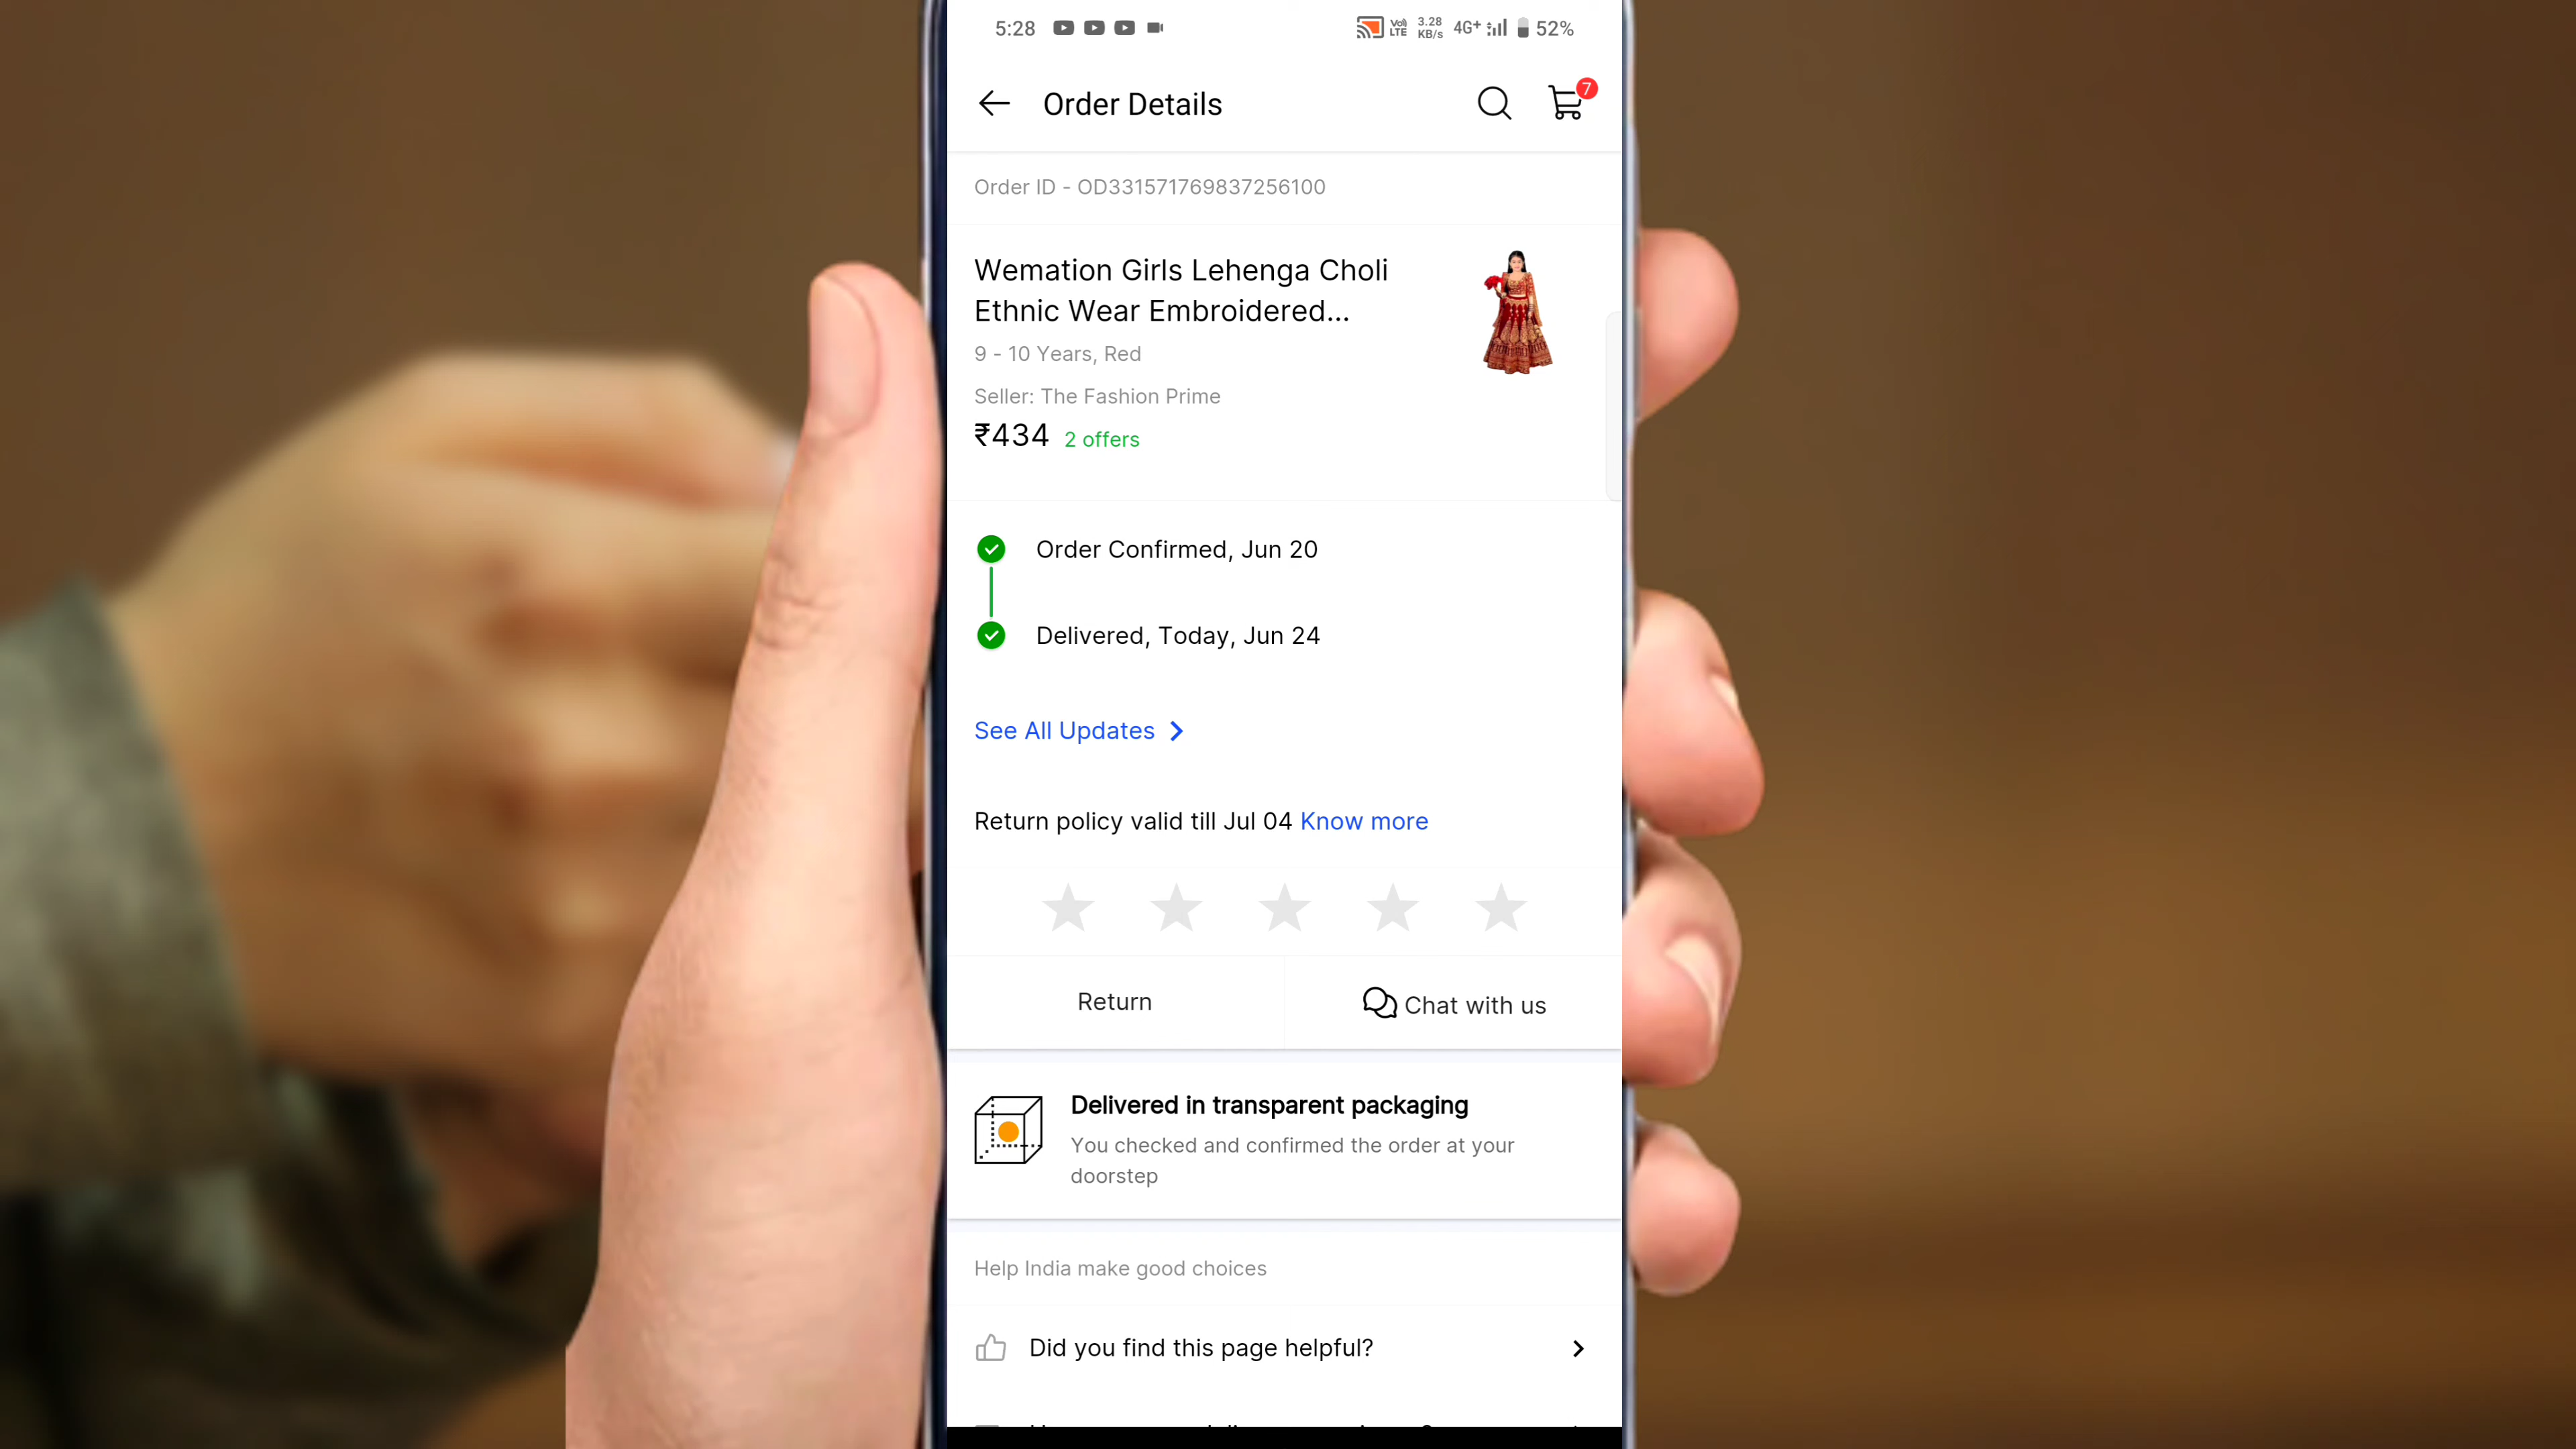 5:28
Vo))
LTE
3.28
KB/s
4G+
52%
Order Details
7
Order ID - OD331571769837256100
Wemation Girls Lehenga Choli
Ethnic Wear Embroidered...
9 - 10 Years, Red
Seller: The Fashion Prime
₹434 2 offers
Order Confirmed, Jun 20
Delivered, Today, Jun 24
See All Updates
Return policy valid till Jul 04 Know more
Return
Chat with us
Delivered in transparent packaging
You checked and confirmed the order at your
doorstep
Help India make good choices
Did you find this page helpful?